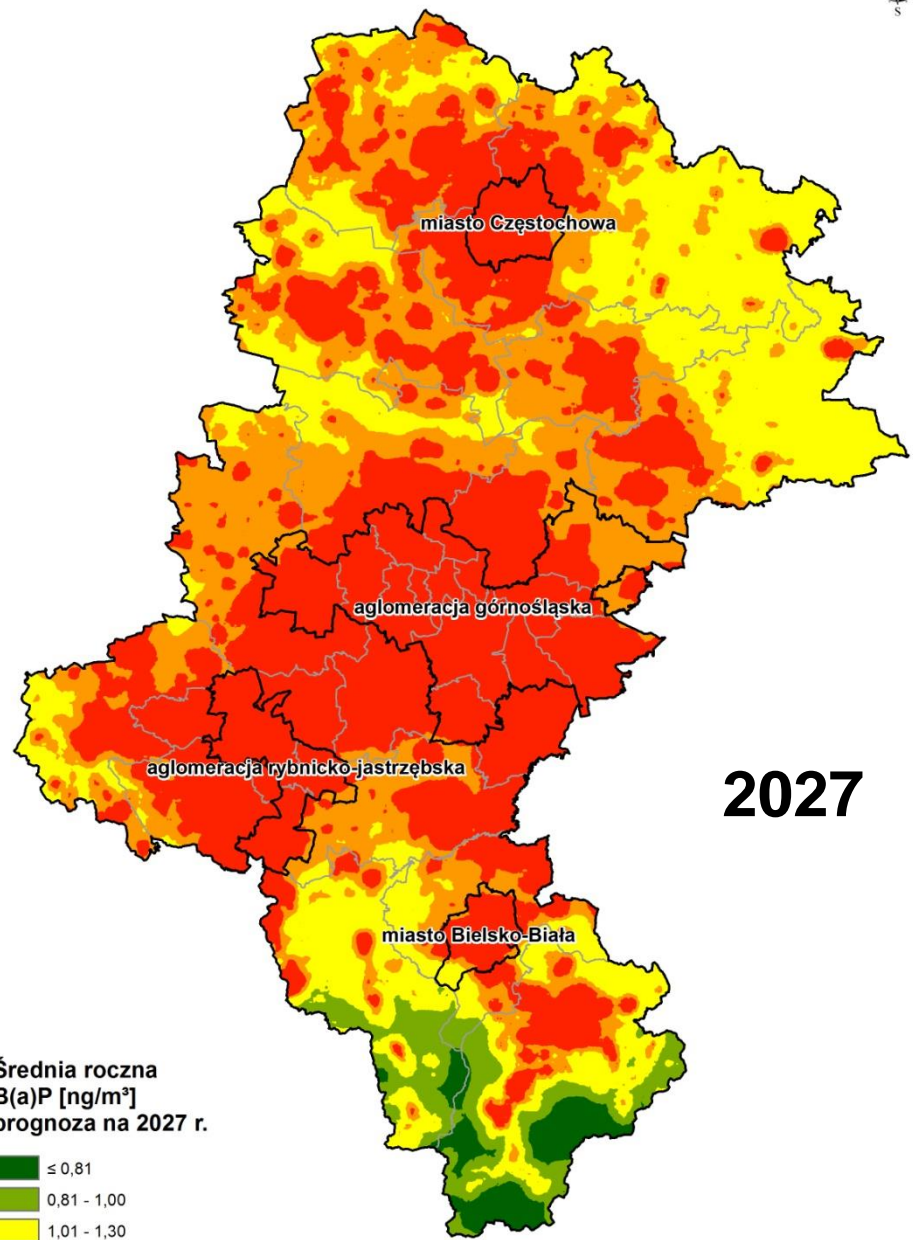 S
miasto Częstochowa
aglomeracja górnośląska
aglomeracja rybnicko-jastrzębska
2027
miasto Bielsko-Biała
Średnia roczna
B(a)P [ng/m³]
prognoza na 2027 r.
≤ 0,81
0,81 - 1,00
1,01 - 1,30